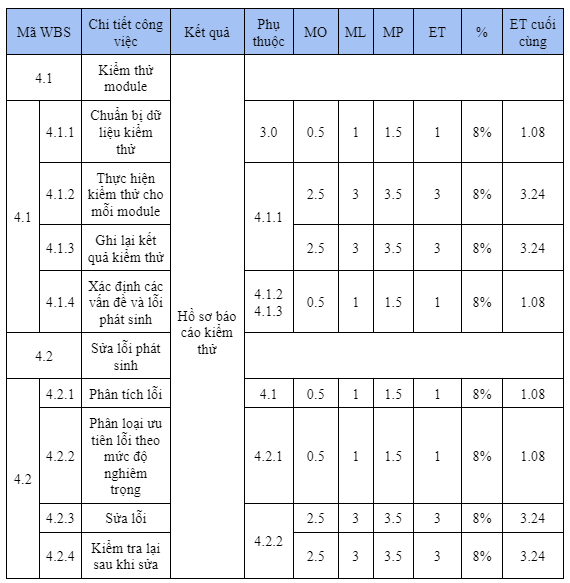 Mã WBS
Chi tiết công
việc
Kết quả
Phụ
thuộc
MO
ML
MP
ET
%
ET cuối
cùng
4.1
Kiểm thử
module
4.1
4.1.1
Chuẩn bị dữ
liệu kiểm
thử
3.0
0.5
1
1.5
1
8%
1.08
4.1.2
Thực hiện
kiểm thử cho
mỗi module
4.1.1
2.5
3
3.5
3
8%
3.24
4.1.3
Ghi lại kết
quả kiểm thử
2.5
3
3.5
3
8%
3.24
4.1.4
Xác định các
vấn đề và lỗi
phát sinh
4.1.2
4.1.3
0.5
1
1.5
1
8%
1.08
Hồ sơ báo
cáo kiểm
thử
4.2
Sửa lỗi phát
sinh
4.2
4.2.1
Phân tích lỗi
4.1
0.5
1
1.5
1
8%
1.08
4.2.2
Phân loại ưu
tiên lỗi theo
mức độ
nghiêm
trọng
4.2.1
0.5
1
1.5
1
8%
1.08
4.2.3
Sửa lỗi
4.2.2
2.5
3
3.5
3
8%
3.24
4.2.4
Kiểm tra lại
sau khi sửa
2.5
3
3.5
3
8%
3.24